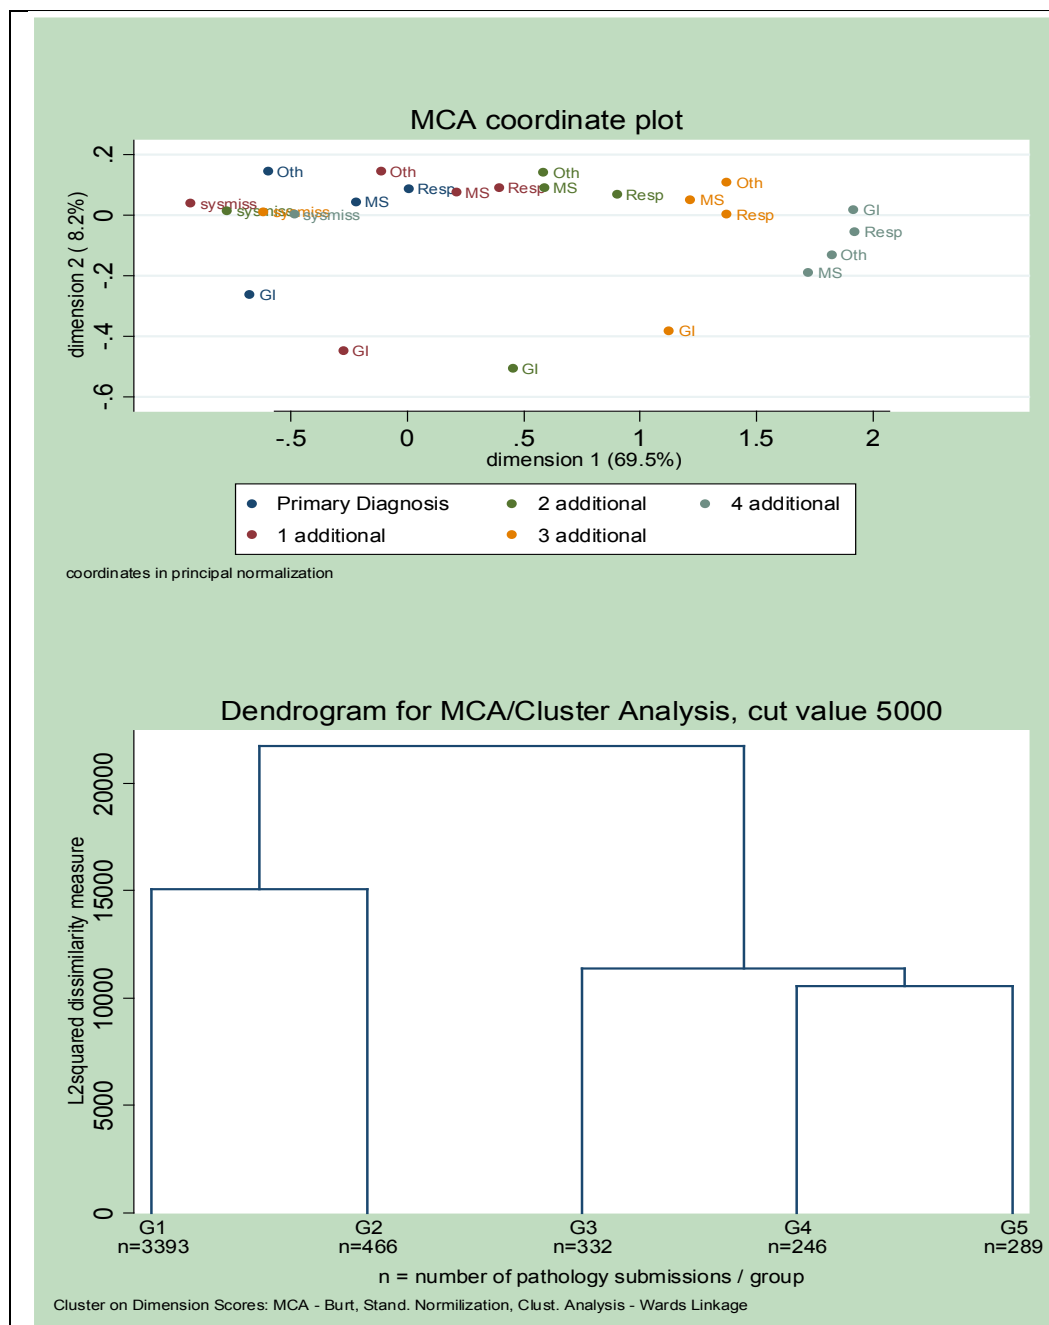 MCA coordinate plot
dimension 2 ( 8.2%)
.2
0
-.2
-.4
-.6
Oth
Oth
Oth
Oth
sysmiss
sysmiss
sysmiss
sysmiss
MS
Resp
MS
Resp
MS
Resp
MS
Resp
GI
Resp
Oth
MS
GI
GI
GI
GI
-.5 0 .5 1 1.5 2
dimension 1 (69.5%)
Primary Diagnosis 2 additional 4 additional
1 additional 3 additional
coordinates in principal normalization
Dendrogram for MCA/Cluster Analysis, cut value 5000
L2squared dissimilarity measure
20000
15000
10000
5000
0
G1 G2 G3 G4 G5
n=3393 n=466 n=332 n=246 n=289
n = number of pathology submissions / group
Cluster on Dimension Scores: MCA - Burt, Stand. Normilization, Clust. Analysis - Wards Linkage